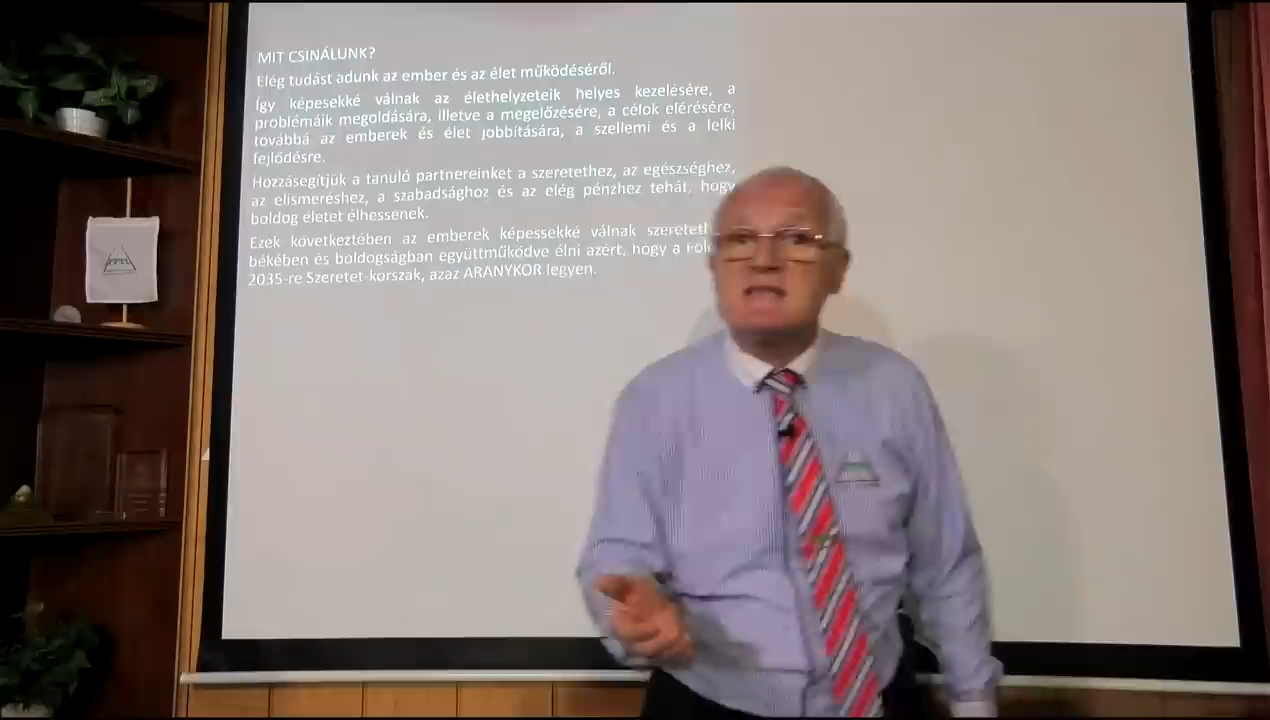 MIT CSINÁLUNK?
Elég tudást adunk az ember és az élet működéséről.
Így képesekké válnak az élethelyzeteik helyes kezelésére, a
problémáik megoldására, illetve a megelőzésére, a célok elérésére,
továbbá az emberek és élet jobbítására, a szellemi és a lelki
fejlődésre.
Hozzásegítjük a tanuló partnereinket a szeretethez, az egészséghez,
az elismeréshez, a szabadsághoz és az elég pénzhez tehát, hogy
boldog életet élhessenek.
Ezek következtében az emberek képessekké válnak
békében és boldogságban együttműködve élni azért, hogy a
2035-re Szeretet-korszak, azaz ARANYKOR legyen.